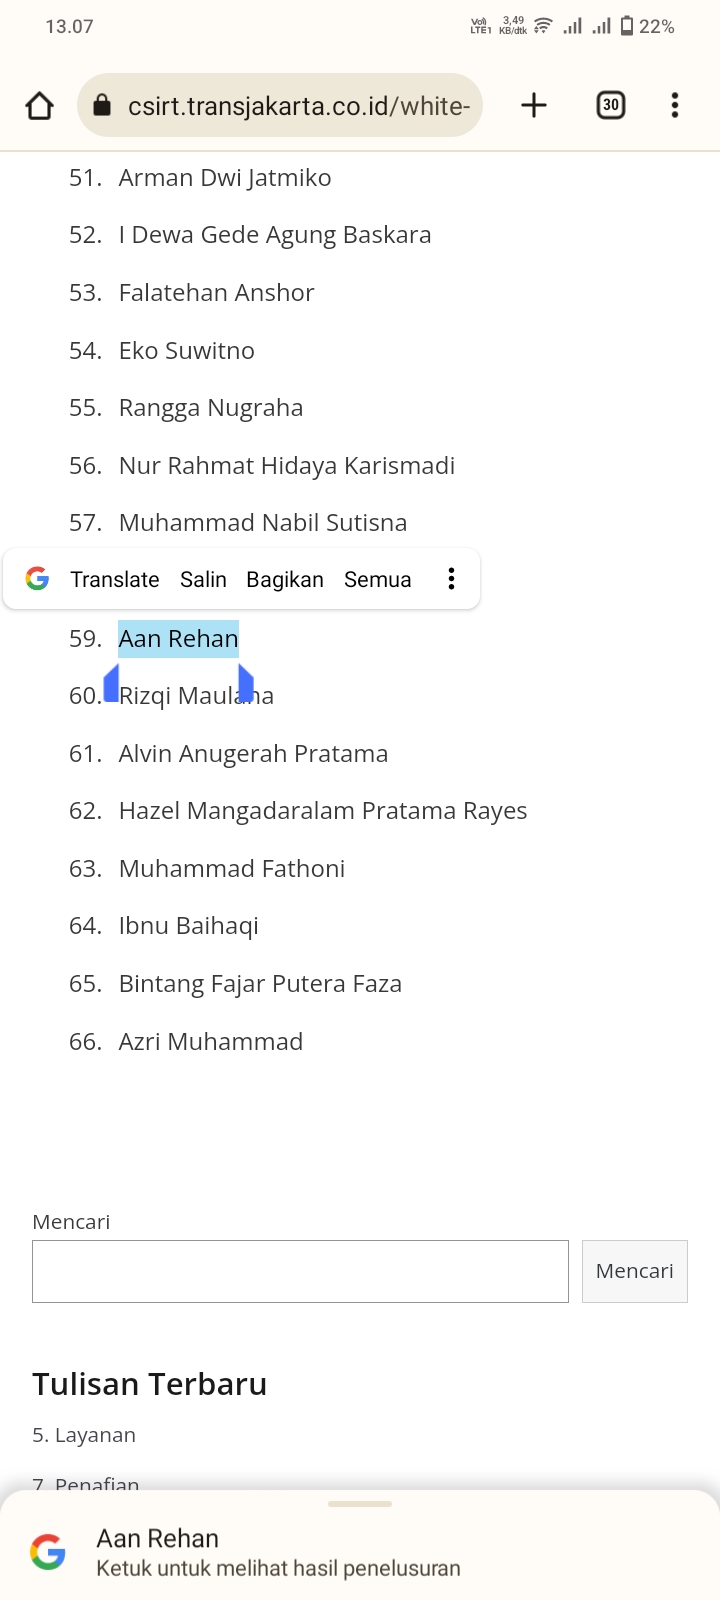 13.07
Vo)) LTE1 3,49 KB/dtk 22%
csirt.transjakarta.co.id/white-
30
51. Arman Dwi Jatmiko
52. I Dewa Gede Agung Baskara
53. Falatehan Anshor
54. Eko Suwitno
55. Rangga Nugraha
56. Nur Rahmat Hidaya Karismadi
57. Muhammad Nabil Sutisna
G Translate Salin Bagikan Semua
59. Aan Rehan
60. Rizqi Maulana
61. Alvin Anugerah Pratama
62. Hazel Mangadaralam Pratama Rayes
63. Muhammad Fathoni
64. Ibnu Baihaqi
65. Bintang Fajar Putera Faza
66. Azri Muhammad
Mencari
Mencari
Tulisan Terbaru
5. Layanan
7. Penafian
G Aan Rehan
Ketuk untuk melihat hasil penelusuran